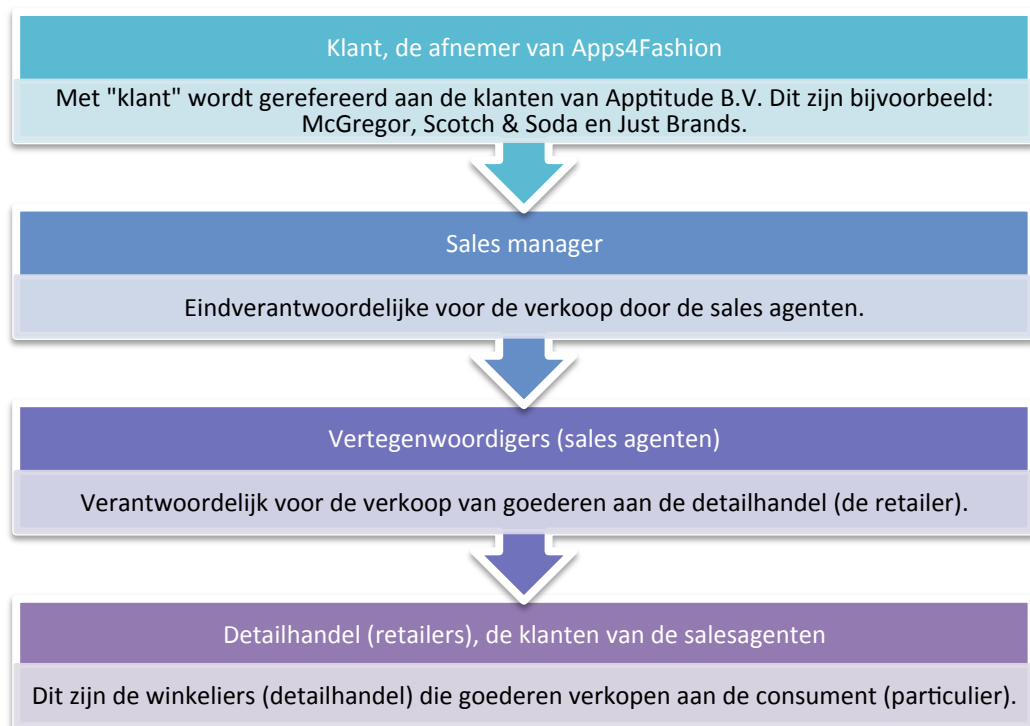 Klant, de afnemer van Apps4Fashion
Met "klant" wordt gerefereerd aan de klanten van Apptitude B.V. Dit zijn bijvoorbeeld:
McGregor, Scotch & Soda en Just Brands.
Sales manager
Eindverantwoordelijke voor de verkoop door de sales agenten.
Vertegenwoordigers (sales agenten)
Verantwoordelijk voor de verkoop van goederen aan de detailhandel (de retailer).
Detailhandel (retailers), de klanten van de salesagenten
Dit zijn de winkeliers (detailhandel) die goederen verkopen aan de consument (particulier).